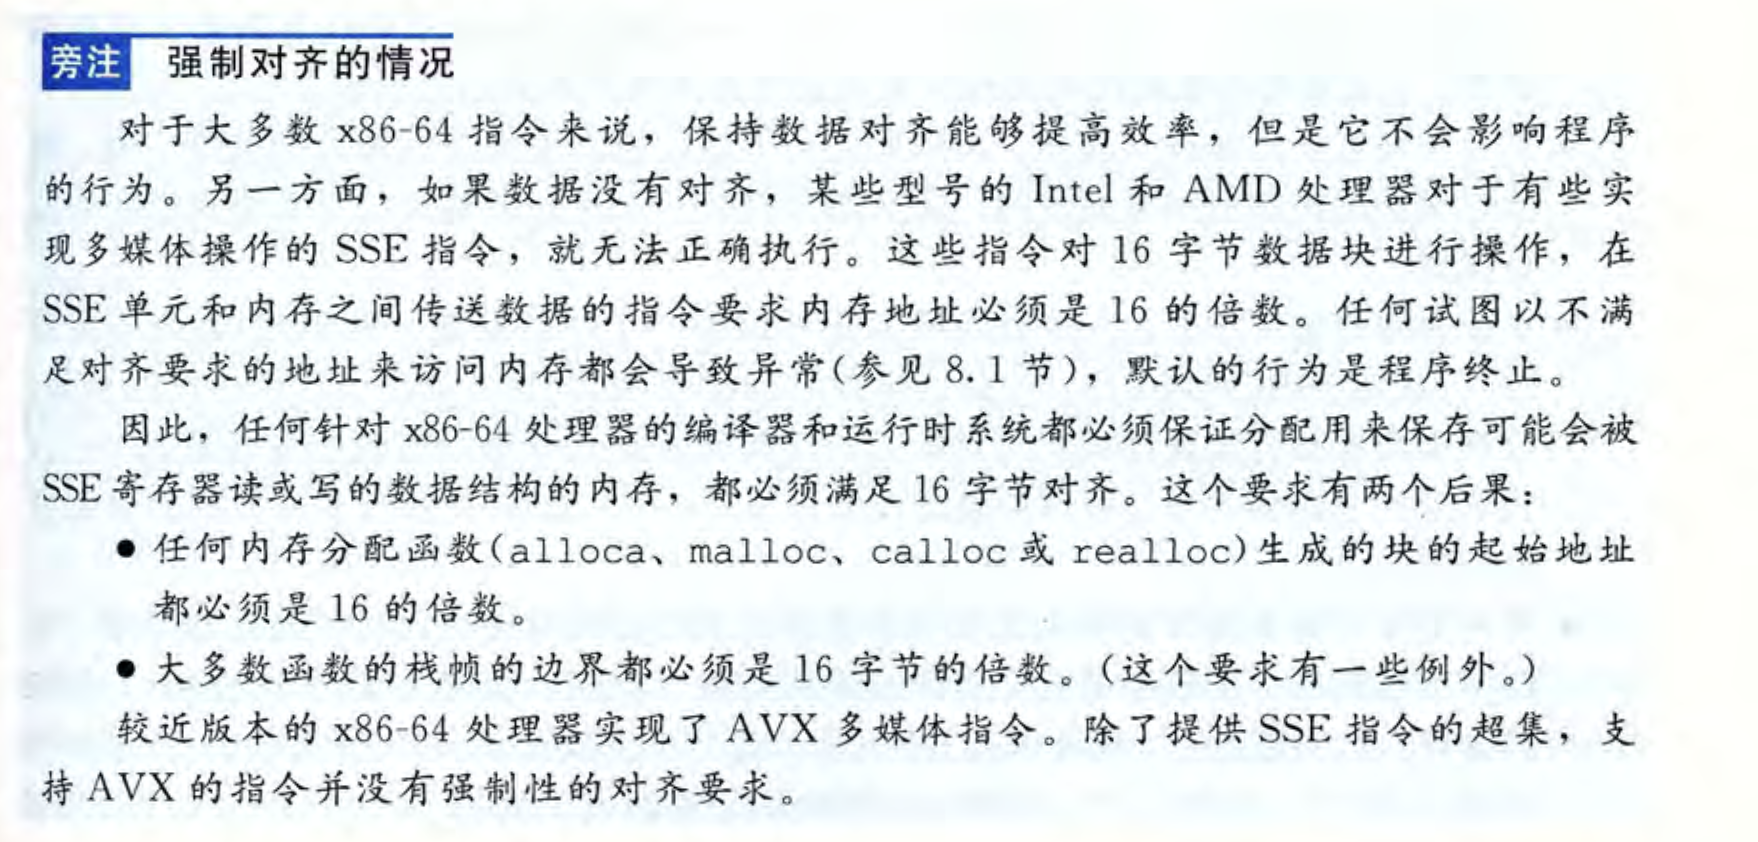 旁注 强制对齐的情况
对于大多数 x86-64 指令来说，保持数据对齐能够提高效率，但是它不会影响程序
的行为。另一方面，如果数据没有对齐，某些型号的 Intel 和 AMD 处理器对于有些实
现多媒体操作的 SSE 指令，就无法正确执行。这些指令对 16 字节数据块进行操作，在
SSE 单元和内存之间传送数据的指令要求内存地址必须是 16 的倍数。任何试图以不满
足对齐要求的地址来访问内存都会导致异常(参见 8.1 节)，默认的行为是程序终止。
因此，任何针对 x86-64 处理器的编译器和运行时系统都必须保证分配用来保存可能会被
SSE 寄存器读或写的数据结构的内存，都必须满足 16 字节对齐。这个要求有两个后果：
● 任何内存分配函数(alloca、malloc、calloc 或 realloc)生成的块的起始地址
都必须是 16 的倍数。
● 大多数函数的栈帧的边界都必须是 16 字节的倍数。(这个要求有一些例外。)
较近版本的 x86-64 处理器实现了 AVX 多媒体指令。除了提供 SSE 指令的超集，支
持 AVX 的指令并没有强制性的对齐要求。